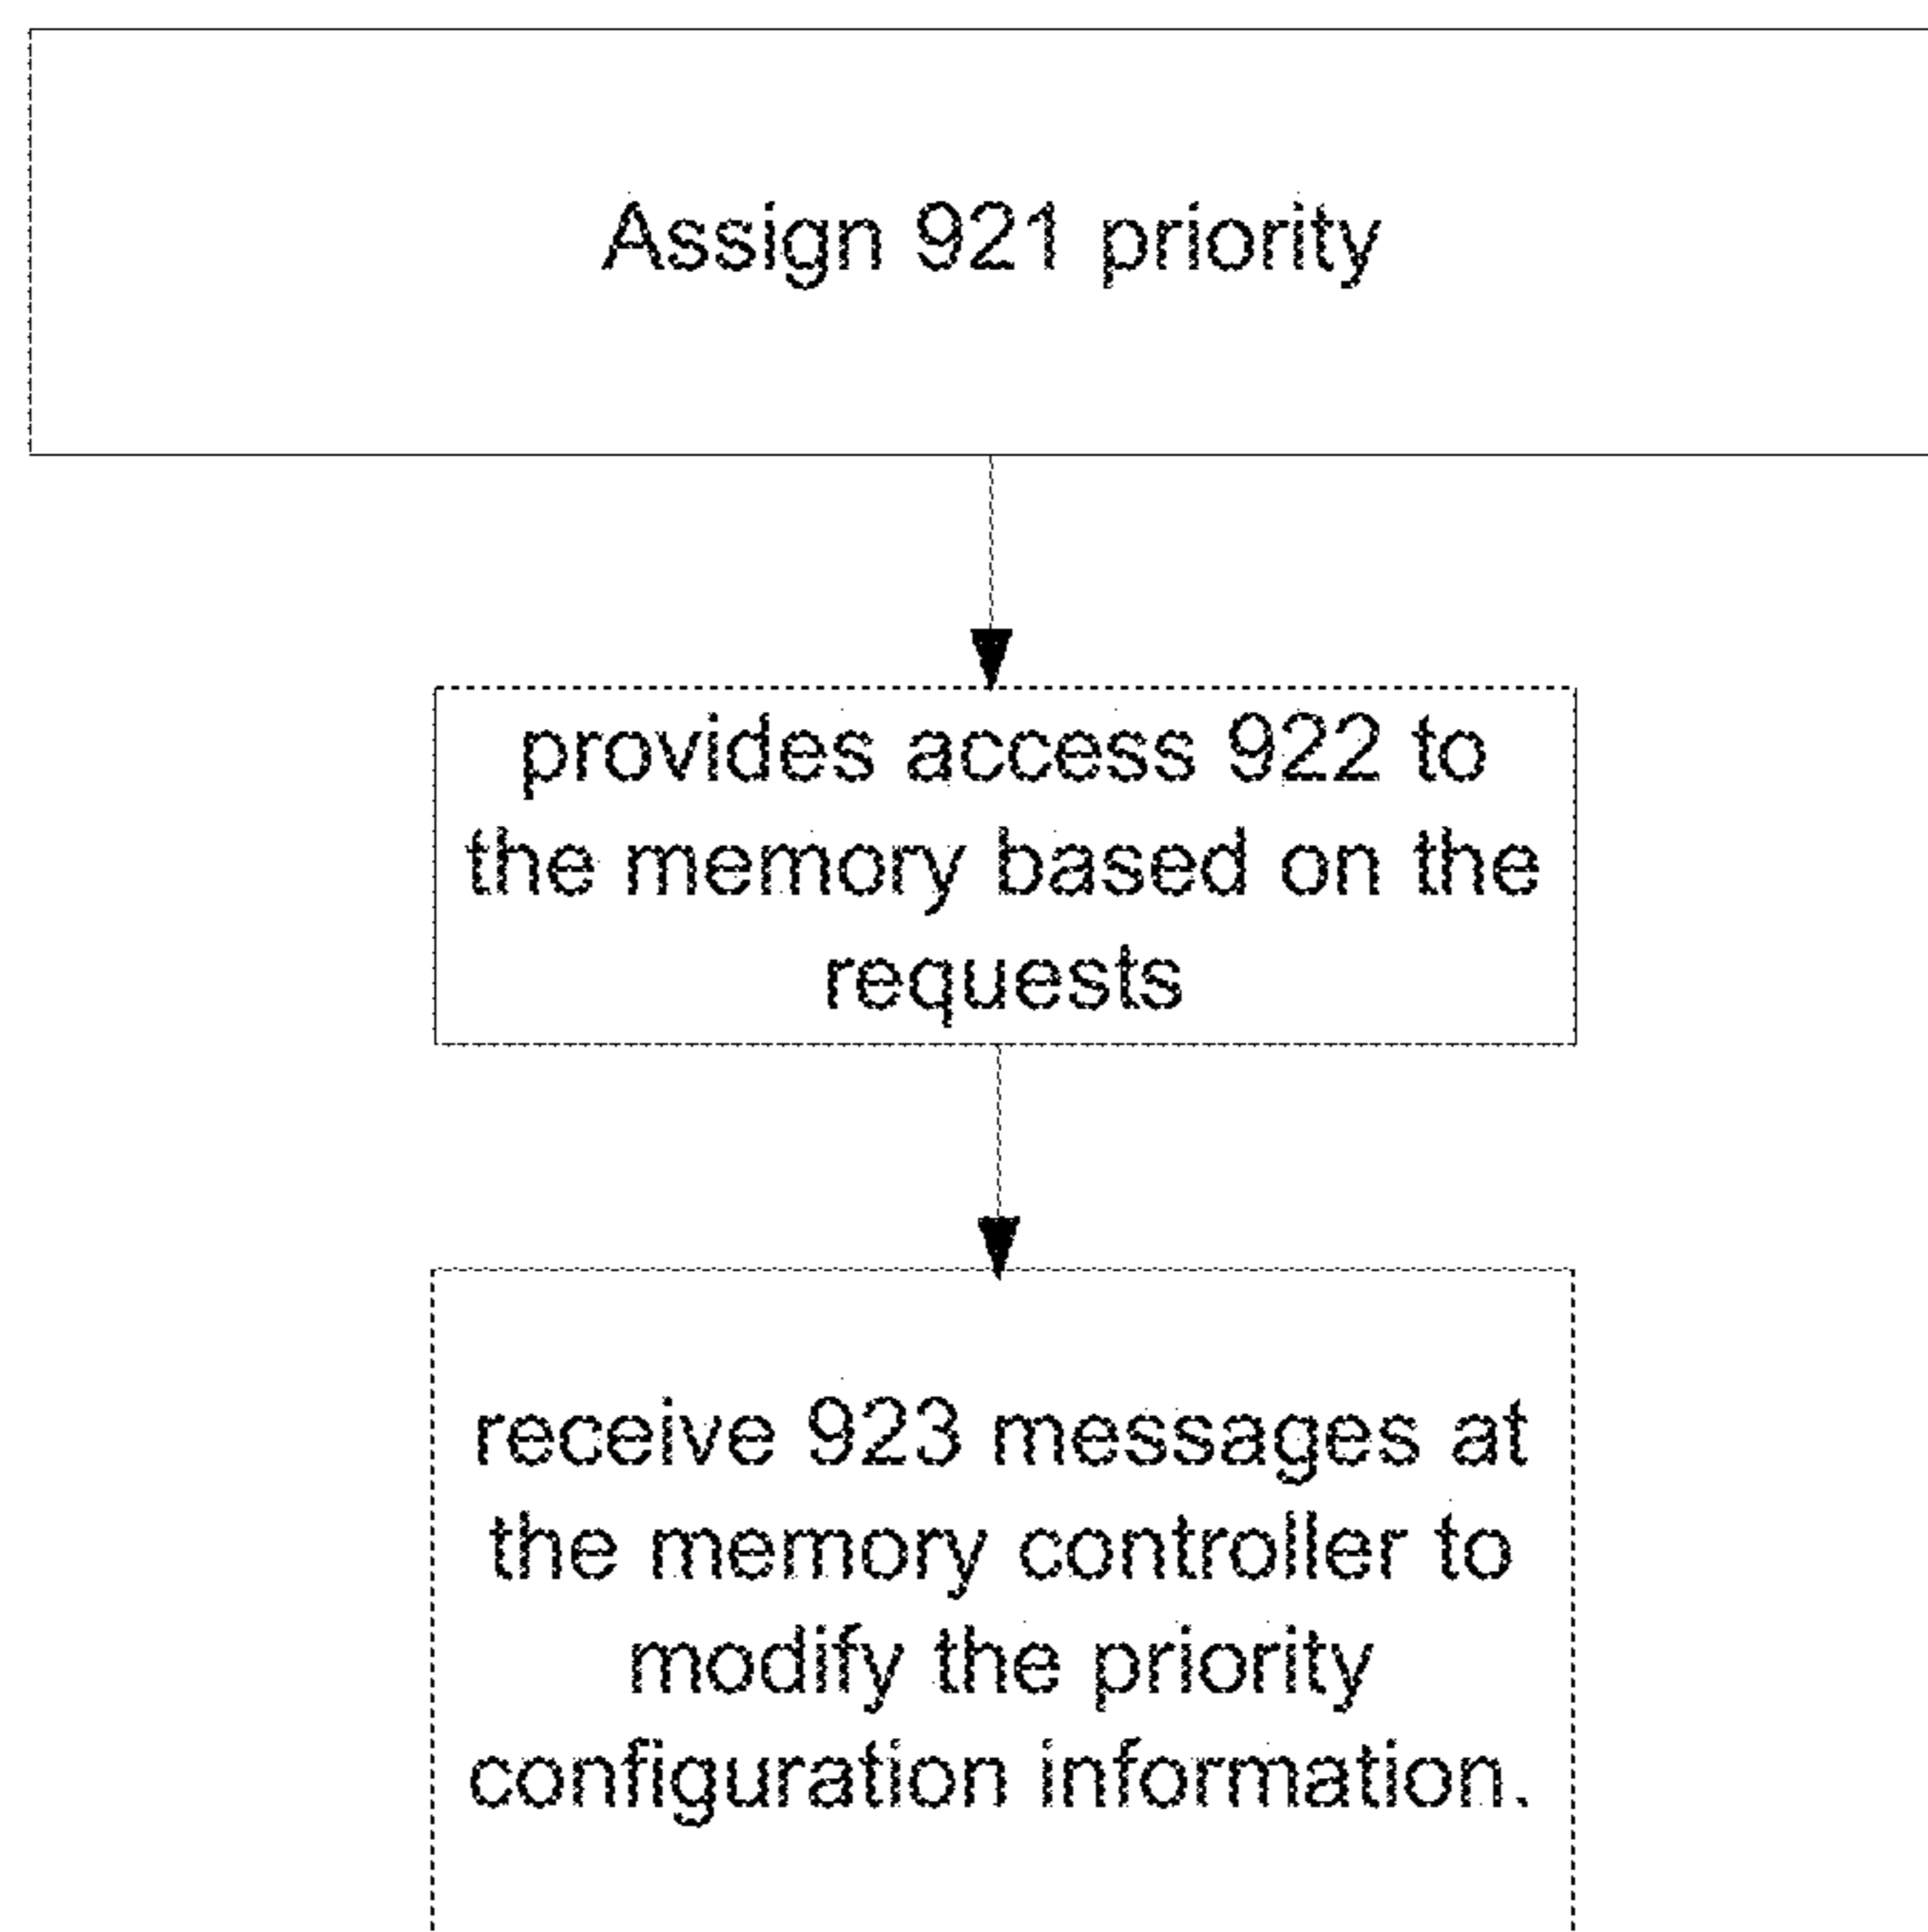 Assign 921 priority
provides access 922 to
the memory based on the
requests
receive 923 messages at
the memory controller to
modify the priority
configuration information.